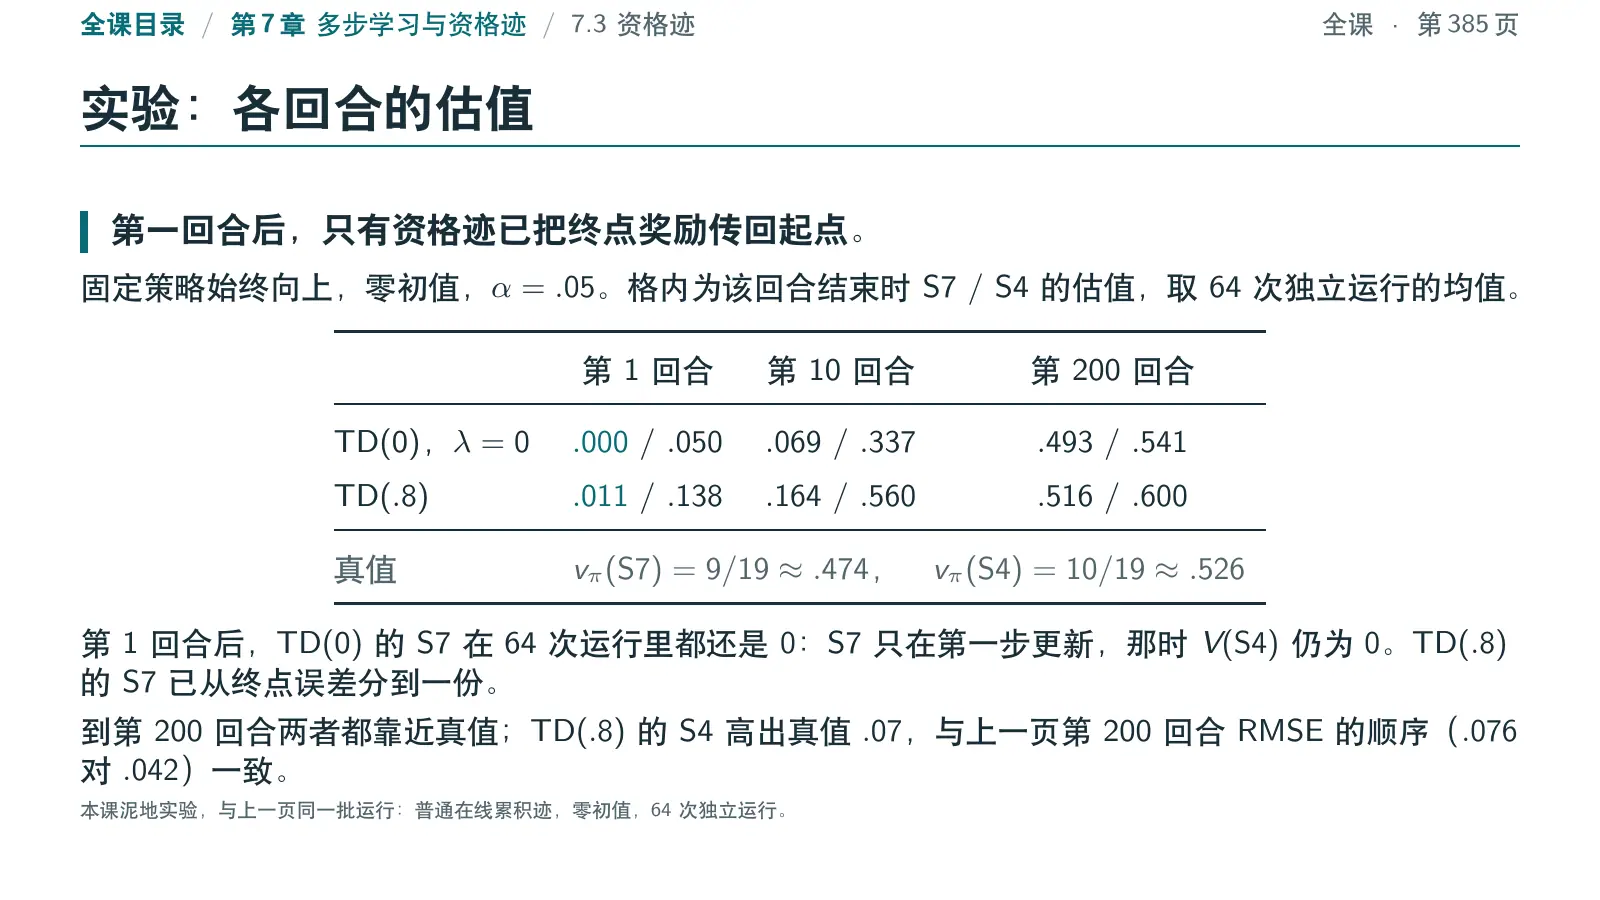 全课目录 / 第7章 多步学习与资格迹 / 7.3 资格迹
全课 · 第385页
实验：各回合的估值
第一回合后，只有资格迹已把终点奖励传回起点。
固定策略始终向上，零初值，α = .05。格内为该回合结束时 S7 / S4 的估值，取 64 次独立运行的均值。
第 1 回合 第 10 回合 第 200 回合
TD(0)，λ = 0 .000 / .050 .069 / .337 .493 / .541
TD(.8) .011 / .138 .164 / .560 .516 / .600
真值 vπ(S7) = 9/19 ≈ .474， vπ(S4) = 10/19 ≈ .526
第 1 回合后，TD(0) 的 S7 在 64 次运行里都还是 0：S7 只在第一步更新，那时 V(S4) 仍为 0。TD(.8)
的 S7 已从终点误差分到一份。
到第 200 回合两者都靠近真值；TD(.8) 的 S4 高出真值 .07，与上一页第 200 回合 RMSE 的顺序（.076
对 .042）一致。
本课泥地实验，与上一页同一批运行：普通在线累积迹，零初值，64 次独立运行。